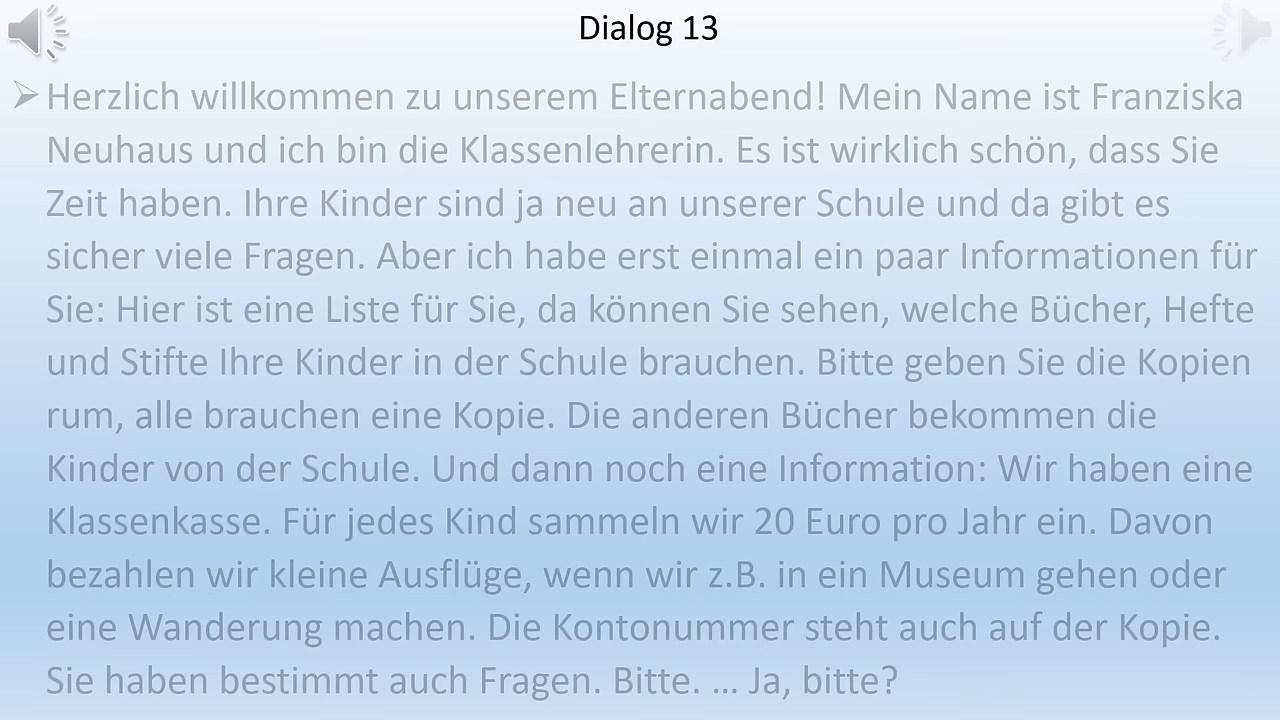 Dialog 13
Herzlich willkommen zu unserem Elternabend! Mein Name ist Franziska
Neuhaus und ich bin die Klassenlehrerin. Es ist wirklich schön, dass Sie
Zeit haben. Ihre Kinder sind ja neu an unserer Schule und da gibt es
sicher viele Fragen. Aber ich habe erst einmal ein paar Informationen für
Sie: Hier ist eine Liste für Sie, da können Sie sehen, welche Bücher, Hefte
und Stifte Ihre Kinder in der Schule brauchen. Bitte geben Sie die Kopien
rum, alle brauchen eine Kopie. Die anderen Bücher bekommen die
Kinder von der Schule. Und dann noch eine Information: Wir haben eine
Klassenkasse. Für jedes Kind sammeln wir 20 Euro pro Jahr ein. Davon
bezahlen wir kleine Ausflüge, wenn wir z.B. in ein Museum gehen oder
eine Wanderung machen. Die Kontonummer steht auch auf der Kopie.
Sie haben bestimmt auch Fragen. Bitte. … Ja, bitte?